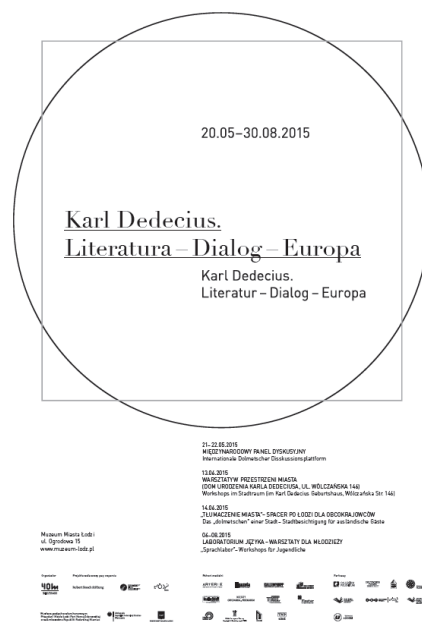 20.05–30.08.2015
Karl Dedecius.
Literatura – Dialog – Europa
Karl Dedecius.
Literatur – Dialog – Europa
21–22.05.2015
MIĘDZYNARODOWY PANEL DYSKUSYJNY
Internationale Dolmetscher Disskussionsplattform
13.06.2015
WARSZTATY W PRZESTRZENI MIASTA
(DOM URODZENIA KARLA DEDECIUSA, UL. WÓLCZAŃSKA 146)
Workshops im Stadtraum (im Karl Dedecius Geburtshaus, Wólczańska Str 146)
14.06.2015
„TŁUMACZENIE MIASTA”– SPACER PO ŁODZI DLA OBCOKRAJOWCÓW
Das „dolmetschen” einer Stadt – Stadtbesichtigung für ausländische Gäste
06–08.2015
LABORATORIUM JĘZYKA – WARSZTATY DLA MŁODZIEŻY
„Sprachlabor”– Workshops für Jugendliche
Muzeum Miasta Łodzi
ul. Ogrodowa 15
www.muzeum-lodz.pl